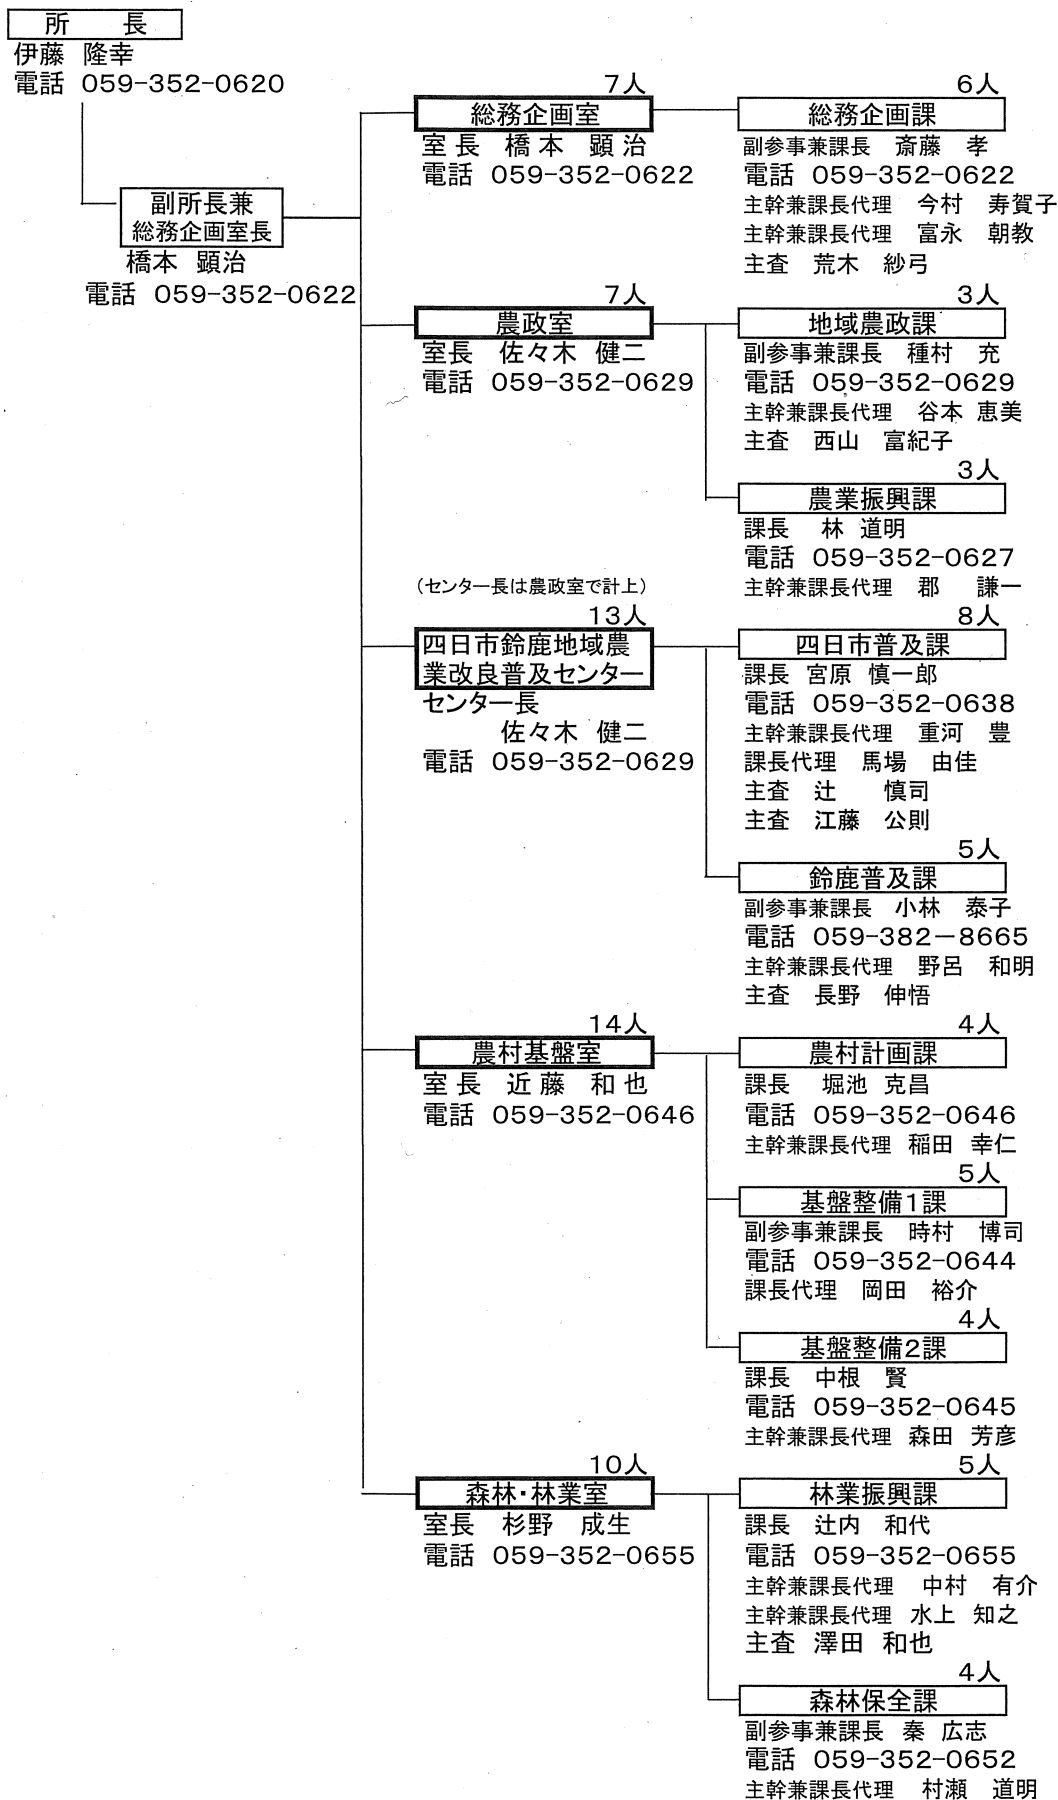 所　　長
伊藤　隆幸
電話　059-352-0620
副所長兼
総務企画室長
橋本　顕治
電話　059-352-0622
7人
総務企画室
室 長　橋 本　顕 治
電話　059-352-0622
6人
総務企画課
副参事兼課長　斎藤　孝
電話　059-352-0622
主幹兼課長代理　今村　寿賀子
主幹兼課長代理　富永　朝教
主査　荒木　紗弓
7人
農政室
室長　佐々木　健二
電話　059-352-0629
3人
地域農政課
副参事兼課長　種村　充
電話　059-352-0629
主幹兼課長代理　谷本　恵美
主査　西山　富紀子
3人
農業振興課
課長　林　道明
電話　059-352-0627
主幹兼課長代理　郡　謙一
（センター長は農政室で計上）
13人
四日市鈴鹿地域農
業改良普及センター
センター長
佐々木　健二
電話　059-352-0629
8人
四日市普及課
課長　宮原　慎一郎
電話　059-352-0638
主幹兼課長代理　重河　豊
課長代理　馬場　由佳
主査　辻　　慎司
主査　江藤　公則
5人
鈴鹿普及課
副参事兼課長　小林　泰子
電話　059-382－8665
主幹兼課長代理　野呂　和明
主査　長野　伸悟
14人
農村基盤室
室 長　近 藤　和 也
電話　059-352-0646
4人
農村計画課
課長　堀池　克昌
電話　059-352-0646
主幹兼課長代理　稲田　幸仁
5人
基盤整備1課
副参事兼課長　時村　博司
電話　059-352-0644
課長代理　岡田　裕介
4人
基盤整備2課
課長　中根　賢
電話　059-352-0645
主幹兼課長代理　森田　芳彦
10人
森林・林業室
室長　杉野　成生
電話　059-352-0655
5人
林業振興課
課長　辻内　和代
電話　059-352-0655
主幹兼課長代理　中村　有介
主幹兼課長代理　水上　知之
主査　澤田　和也
4人
森林保全課
副参事兼課長　秦　広志
電話　059-352-0652
主幹兼課長代理　村瀬　道明